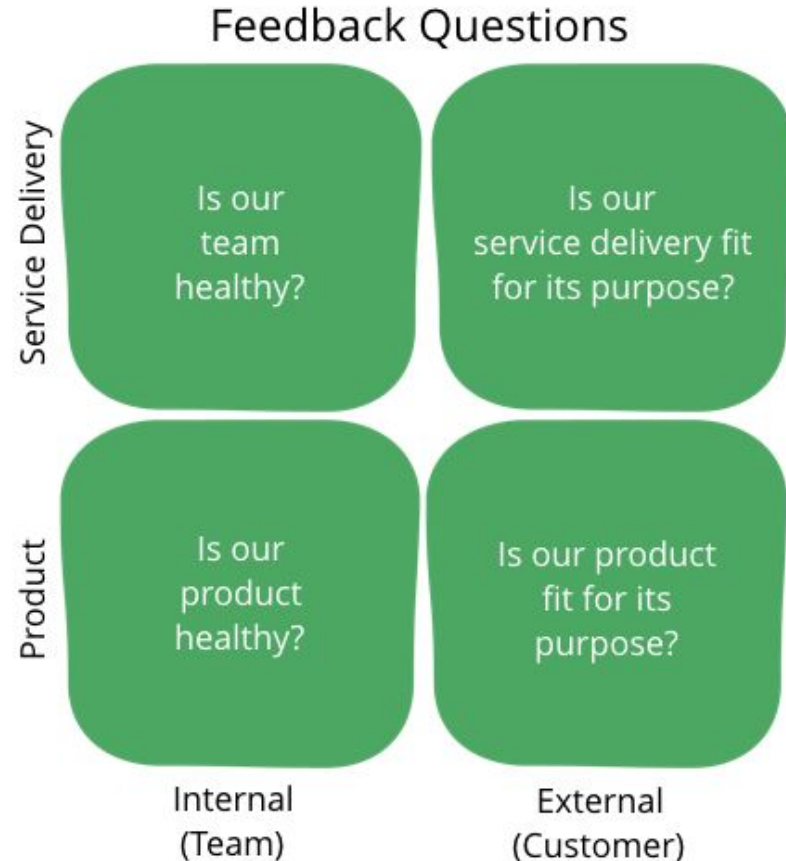 Feedback Questions
Service Delivery
Is our
team
healthy?
Is our
service delivery fit
for its purpose?
Product
Is our
product
healthy?
Is our product
fit for its
purpose?
Internal
(Team)
External
(Customer)